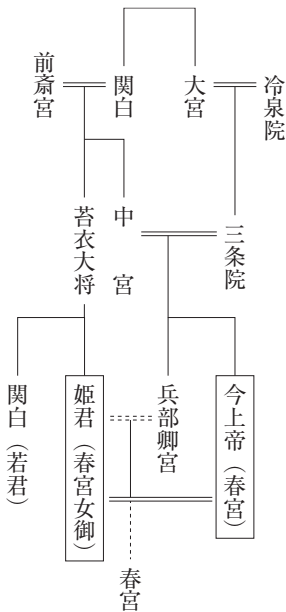 冷泉院
大宮
関白
前斎宮
三条院
中宮
苔衣大将
今上帝（春宮）
兵部卿宮
姫君（春宮女御）
関白（若君）
春宮